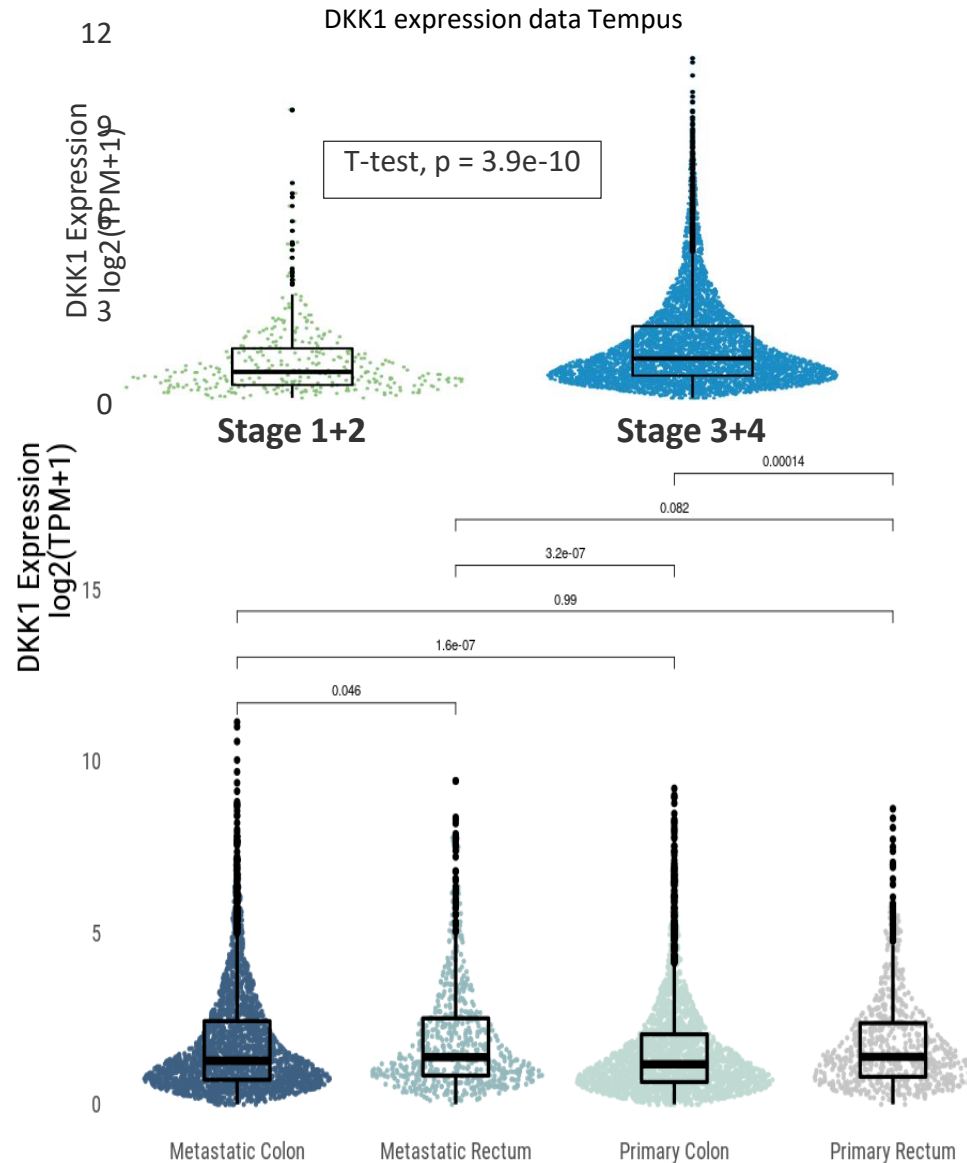 DKK1 expression data Tempus
12
9
6
3
0
DKK1 Expression
log2(TPM+1)
T-test, p = 3.9e-10
Stage 1+2
Stage 3+4
DKK1 Expression
log2(TPM+1)
0.00014
0.082
3.2e-07
15
0.99
1.6e-07
0.046
10
5
0
Metastatic Colon
Metastatic Rectum
Primary Colon
Primary Rectum